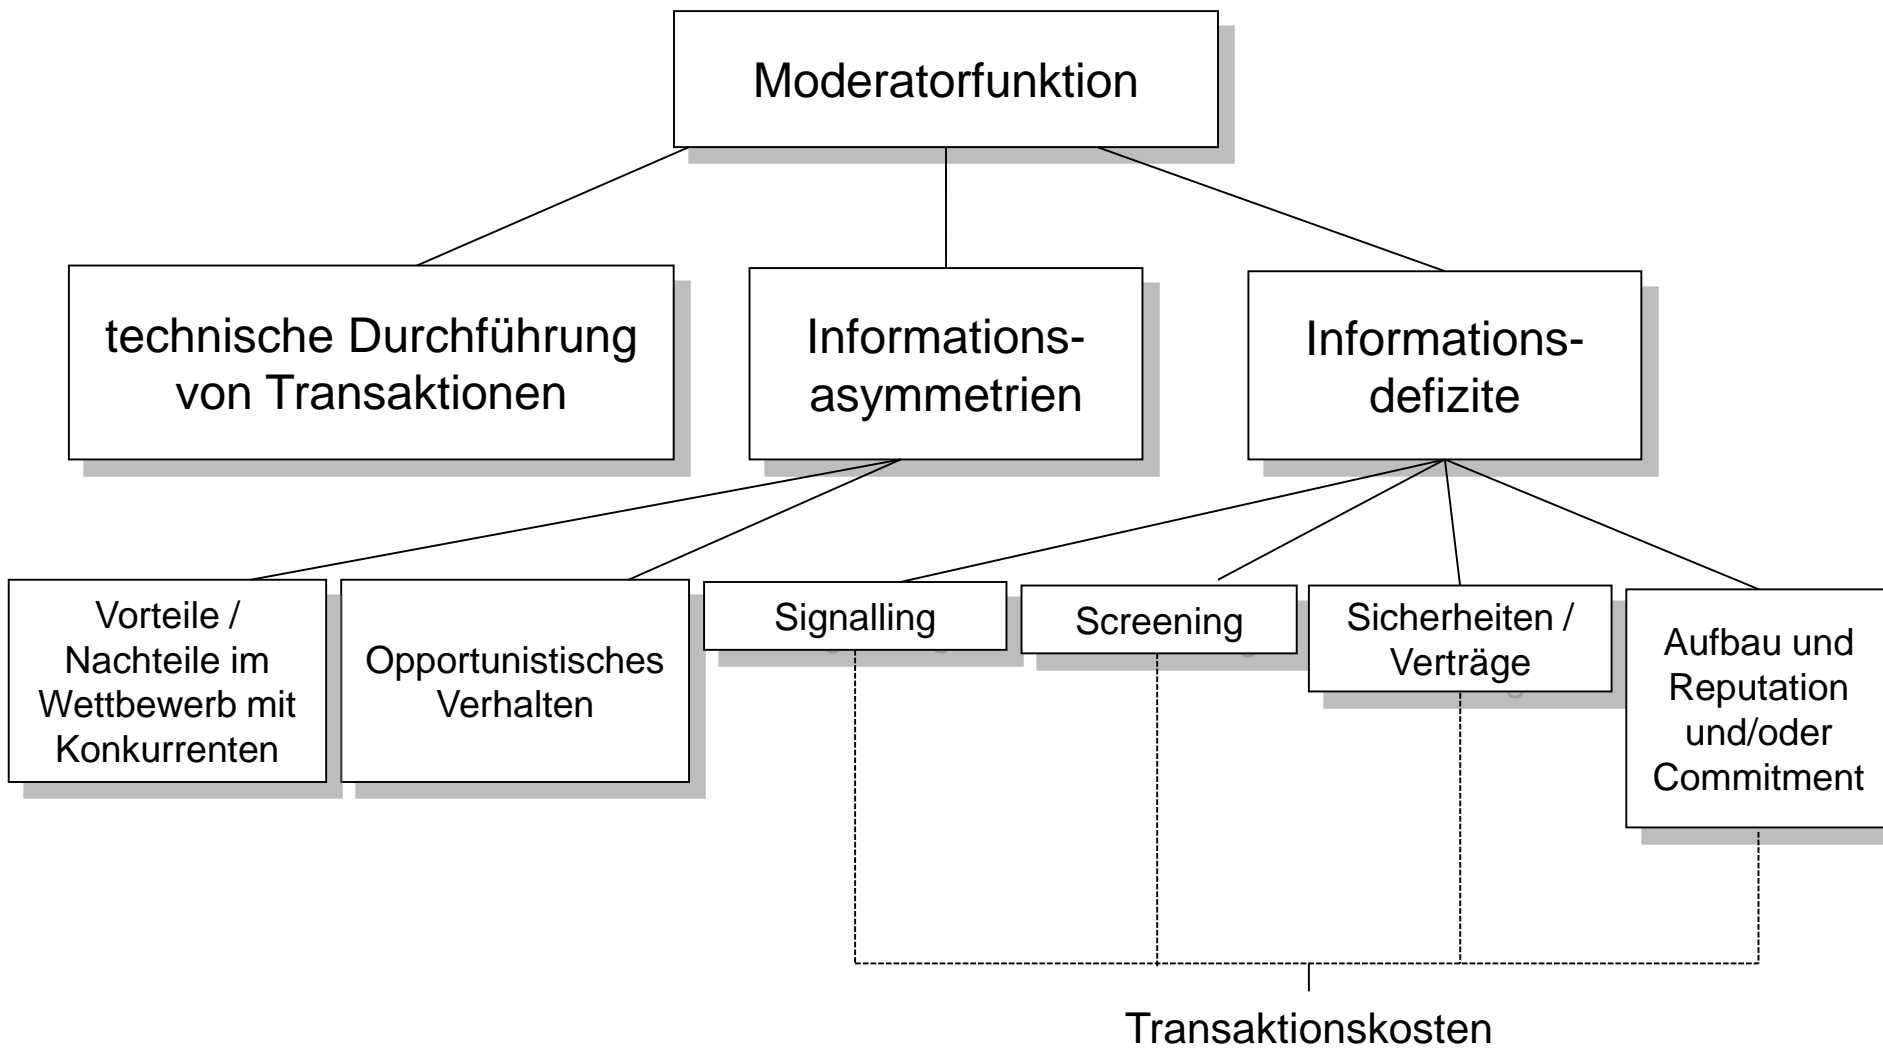 Moderatorfunktion
technische Durchführung
von Transaktionen
Informations-
asymmetrien
Informations-
defizite
Vorteile /
Nachteile im
Wettbewerb mit
Konkurrenten
Opportunistisches
Verhalten
Signalling
Screening
Sicherheiten /
Verträge
Aufbau und
Reputation
und/oder
Commitment
Transaktionskosten